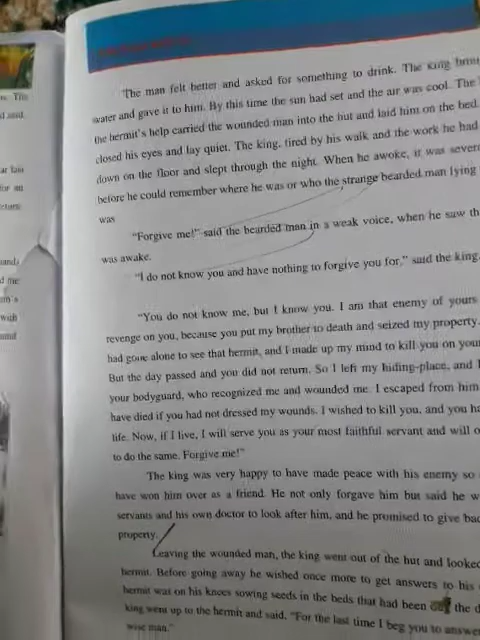 The man felt better and asked for something to drink. The king
water and gave it to him. By this time the sun had set and the air was cool. The
the hermit's help carried the wounded man into the hut and laid him on the bed.
closed his eyes and lay quiet. The king, tired by his walk and the work he had
down on the floor and slept through the night. When he awoke, it was
before he could remember where he was or who the strange bearded man lying
was
"Forgive me!" said the bearded man in a weak voice, when he saw
was awake.
"I do not know you and have nothing to forgive you for," said the king.
"You do not know me, but I know you. I am that enemy of yours
revenge on you, because you put my brother to death and seized my property.
had gone alone to see that hermit, and I made up my mind to kill you on
But the day passed and you did not return. So I left my hiding-place, and I
your bodyguard, who recognized me and wounded me. I escaped from him
have died if you had not dressed my wounds. I wished to kill you, and you
life. Now, if I live, I will serve you as your most faithful servant and will
to do the same. Forgive me!"
The king was very happy to have made peace with his enemy so
have won him over as a friend. He not only forgave him but said he
servants and his own doctor to look after him, and he promised to give
property.
Leaving the wounded man, the king went out of the hut and looked
hermit. Before going away he wished once more to get answers to his
hermit was on his knees sowing seeds in the beds that had been the
king went up to the hermit and said, "For the last time I beg you to
wise man."